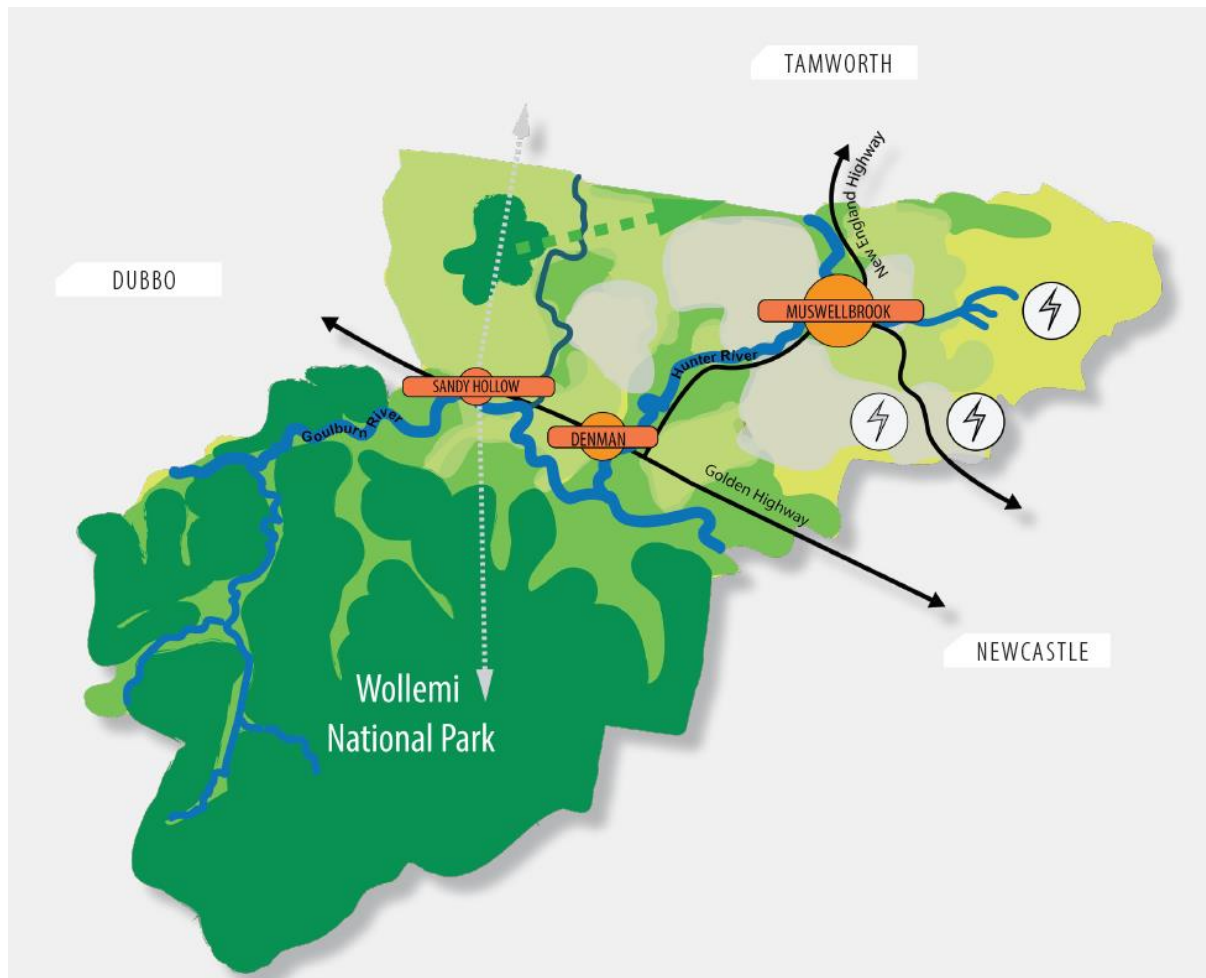 TAMWORTH
New England Highway
DUBBO
MUSWELLBROOK
Hunter River
SANDY HOLLOW
Goulburn River
DENMAN
Golden Highway
NEWCASTLE
Wollemi
National Park